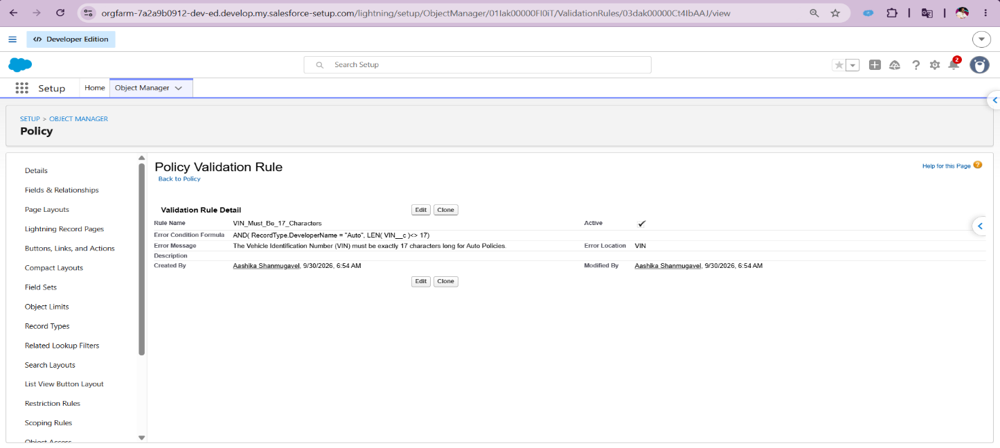 orgfarm-7a2a9b0912-dev-ed.develop.my.salesforce-setup.com/lightning/setup/ObjectManager/01Iak00000FI0iT/ValidationRules/03dak00000Ct4IbAAJ/view
</> Developer Edition
Search Setup
2
Setup Home Object Manager
SETUP > OBJECT MANAGER
Policy
Details
Fields & Relationships
Page Layouts
Lightning Record Pages
Buttons, Links, and Actions
Compact Layouts
Field Sets
Object Limits
Record Types
Related Lookup Filters
Search Layouts
List View Button Layout
Restriction Rules
Scoping Rules
Object Access
Policy Validation Rule
Help for this Page ?
Back to Policy
Validation Rule Detail Edit Clone
Rule Name VIN_Must_Be_17_Characters Active
Error Condition Formula AND( RecordType.DeveloperName = "Auto", LEN( VIN__c )<> 17)
Error Message The Vehicle Identification Number (VIN) must be exactly 17 characters long for Auto Policies. Error Location VIN
Description
Created By Aashika Shanmugavel, 9/30/2026, 6:54 AM Modified By Aashika Shanmugavel, 9/30/2026, 6:54 AM
Edit Clone